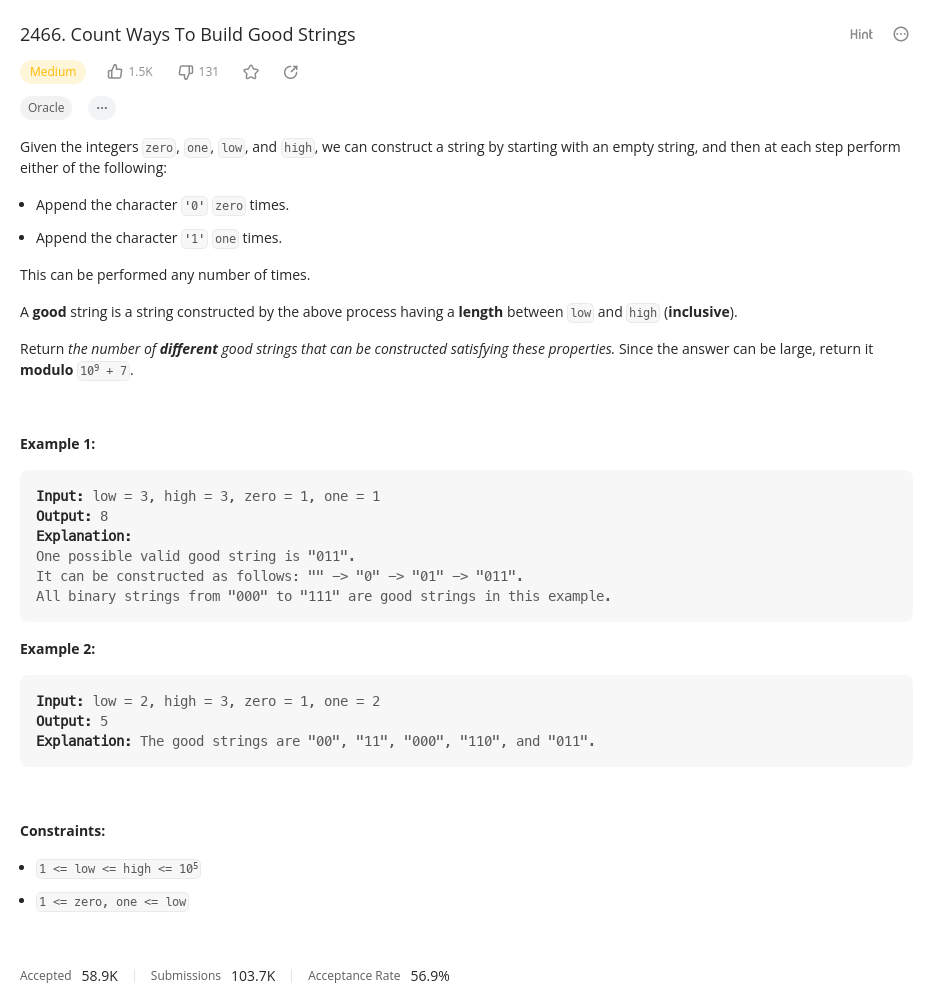 2466. Count Ways To Build Good Strings
Hint
Medium 1.5K 131
Oracle ...
Given the integers zero, one, low, and high, we can construct a string by starting with an empty string, and then at each step perform
either of the following:
• Append the character '0' zero times.
• Append the character '1' one times.
This can be performed any number of times.
A good string is a string constructed by the above process having a length between low and high (inclusive).
Return the number of different good strings that can be constructed satisfying these properties. Since the answer can be large, return it
modulo 10⁹ + 7.
Example 1:
Input: low = 3, high = 3, zero = 1, one = 1
Output: 8
Explanation:
One possible valid good string is "011".
It can be constructed as follows: "" -> "0" -> "01" -> "011".
All binary strings from "000" to "111" are good strings in this example.
Example 2:
Input: low = 2, high = 3, zero = 1, one = 2
Output: 5
Explanation: The good strings are "00", "11", "000", "110", and "011".
Constraints:
• 1 <= low <= high <= 10⁵
• 1 <= zero, one <= low
Accepted 58.9K Submissions 103.7K Acceptance Rate 56.9%